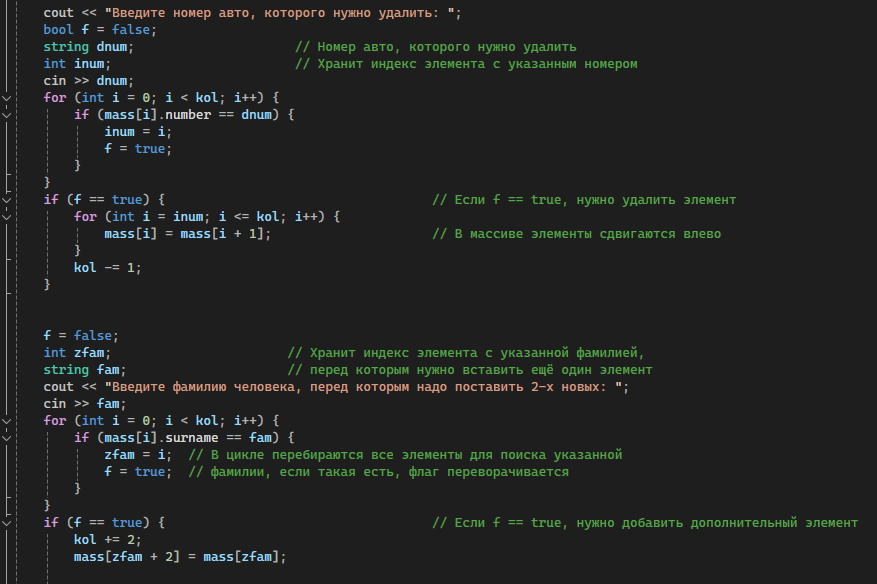 cout << "Введите номер авто, которого нужно удалить: ";
bool f = false;
string dnum; // Номер авто, которого нужно удалить
int inum; // Хранит индекс элемента с указанным номером
cin >> dnum;
for (int i = 0; i < kol; i++) {
if (mass[i].number == dnum) {
inum = i;
f = true;
}
}
if (f == true) { // Если f == true, нужно удалить элемент
for (int i = inum; i <= kol; i++) {
mass[i] = mass[i + 1]; // В массиве элементы сдвигаются влево
}
kol -= 1;
}
f = false;
int zfam; // Хранит индекс элемента с указанной фамилией,
string fam; // перед которым нужно вставить ещё один элемент
cout << "Введите фамилию человека, перед которым надо поставить 2-х новых: ";
cin >> fam;
for (int i = 0; i < kol; i++) {
if (mass[i].surname == fam) {
zfam = i; // В цикле перебираются все элементы для поиска указанной
f = true; // фамилии, если такая есть, флаг переворачивается
}
}
if (f == true) { // Если f == true, нужно добавить дополнительный элемент
kol += 2;
mass[zfam + 2] = mass[zfam];